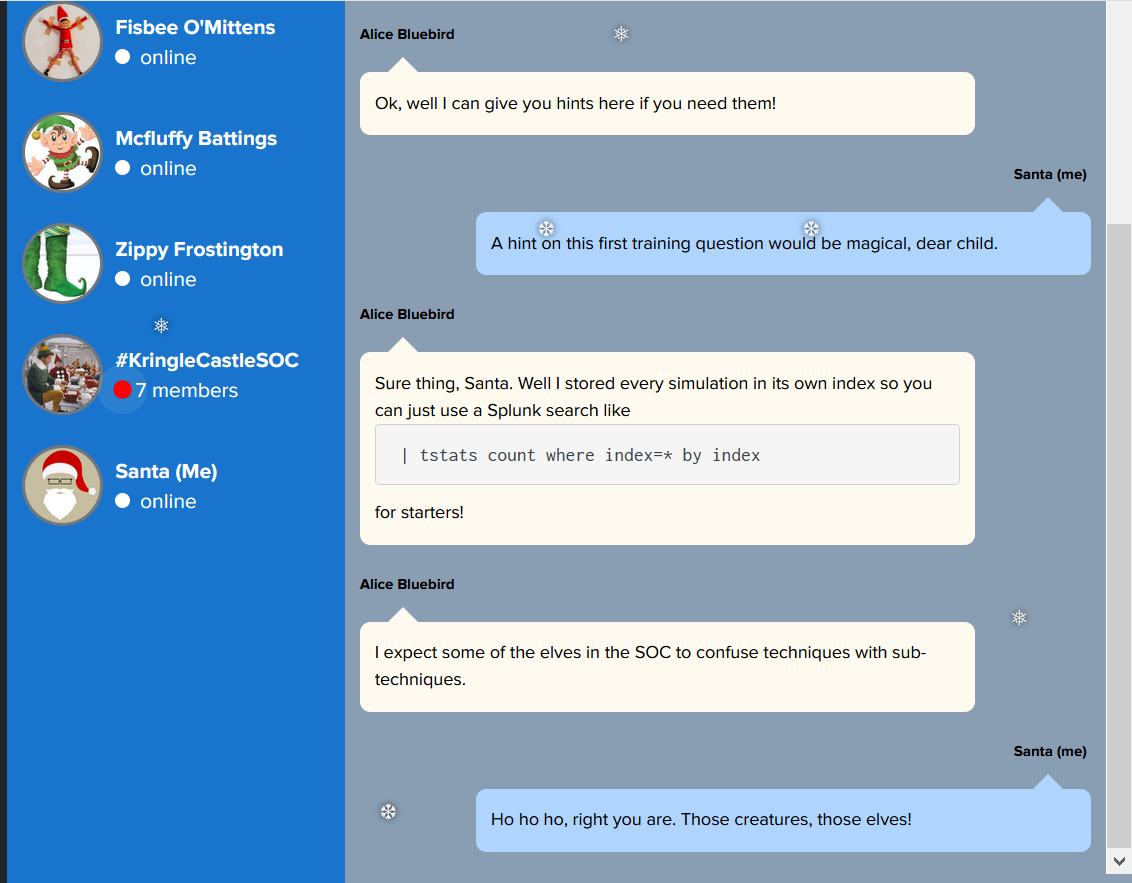 Fisbee O'Mittens
online
Mcfluffy Battings
online
Zippy Frostington
online
#KringleCastleSOC
7 members
Santa (Me)
online
Alice Bluebird
Ok, well I can give you hints here if you need them!
Santa (me)
A hint on this first training question would be magical, dear child.
Alice Bluebird
Sure thing, Santa. Well I stored every simulation in its own index so you
can just use a Splunk search like
| tstats count where index=* by index
for starters!
Alice Bluebird
I expect some of the elves in the SOC to confuse techniques with sub-
techniques.
Santa (me)
Ho ho ho, right you are. Those creatures, those elves!